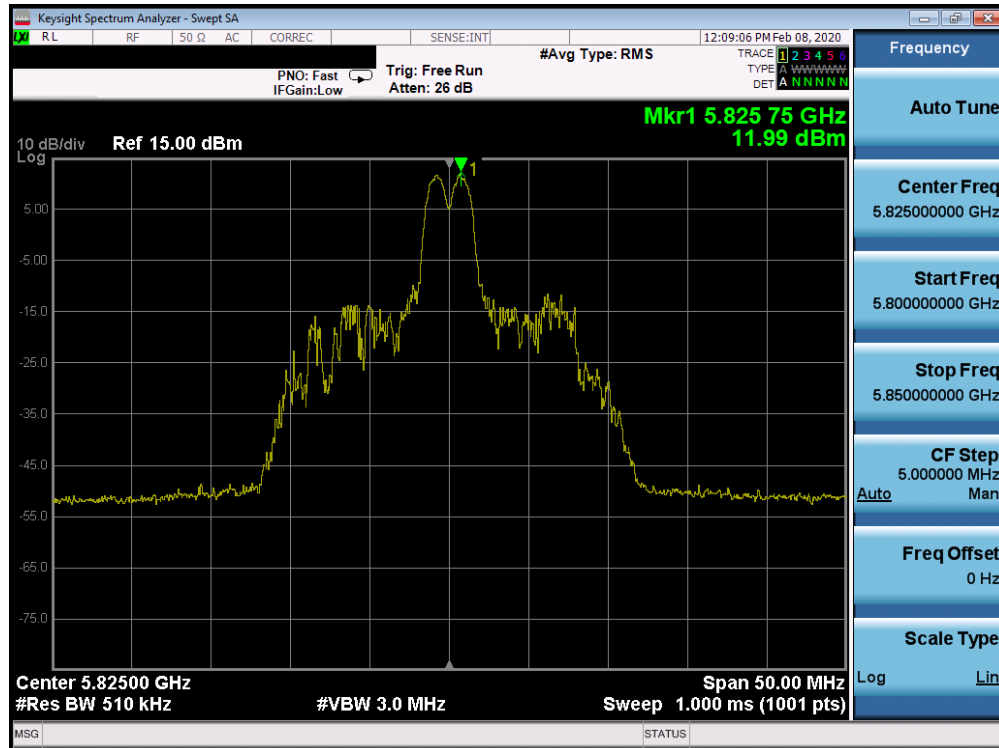 Keysight Spectrum Analyzer - Swept SA
LXI RL RF 50 Ω AC CORREC SENSE:INT 12:09:06 PM Feb 08, 2020
#Avg Type: RMS TRACE 1 2 3 4 5 6
PNO: Fast Trig: Free Run TYPE A WWWWW
IFGain:Low Atten: 26 dB DET A N N N N N
Mkr1 5.825 75 GHz
11.99 dBm
10 dB/div Ref 15.00 dBm
Log
1
5.00
-5.00
-15.0
-25.0
-35.0
-45.0
-55.0
-65.0
-75.0
Center 5.82500 GHz Span 50.00 MHz
#Res BW 510 kHz #VBW 3.0 MHz Sweep 1.000 ms (1001 pts)
MSG STATUS
Frequency
Auto Tune
Center Freq
5.825000000 GHz
Start Freq
5.800000000 GHz
Stop Freq
5.850000000 GHz
CF Step
5.000000 MHz
Auto Man
Freq Offset
0 Hz
Scale Type
Log Lin